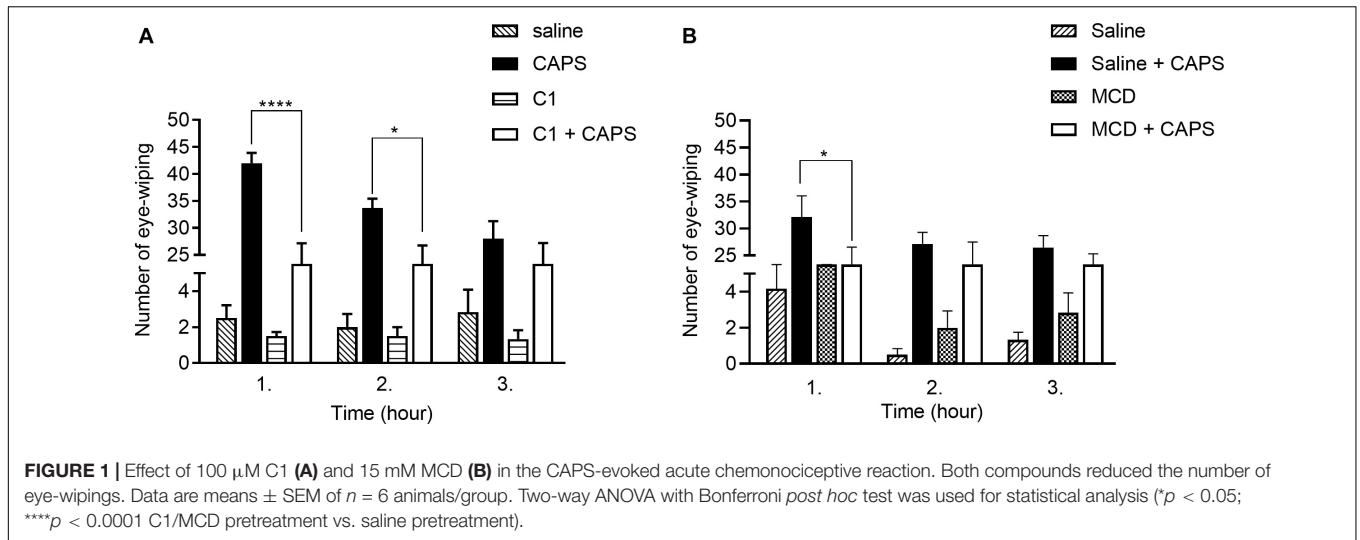 A
saline
CAPS
C1
C1 + CAPS
****
*
Number of eye-wiping
50
45
40
35
30
25
4
2
0
1.
2.
3.
Time (hour)
B
Saline
Saline + CAPS
MCD
MCD + CAPS
*
Number of eye-wiping
50
45
40
35
30
25
4
2
0
1.
2.
3.
Time (hour)
FIGURE 1 | Effect of 100 μM C1 (A) and 15 mM MCD (B) in the CAPS-evoked acute chemonociceptive reaction. Both compounds reduced the number of
eye-wipings. Data are means ± SEM of n = 6 animals/group. Two-way ANOVA with Bonferroni post hoc test was used for statistical analysis (*p < 0.05;
****p < 0.0001 C1/MCD pretreatment vs. saline pretreatment).